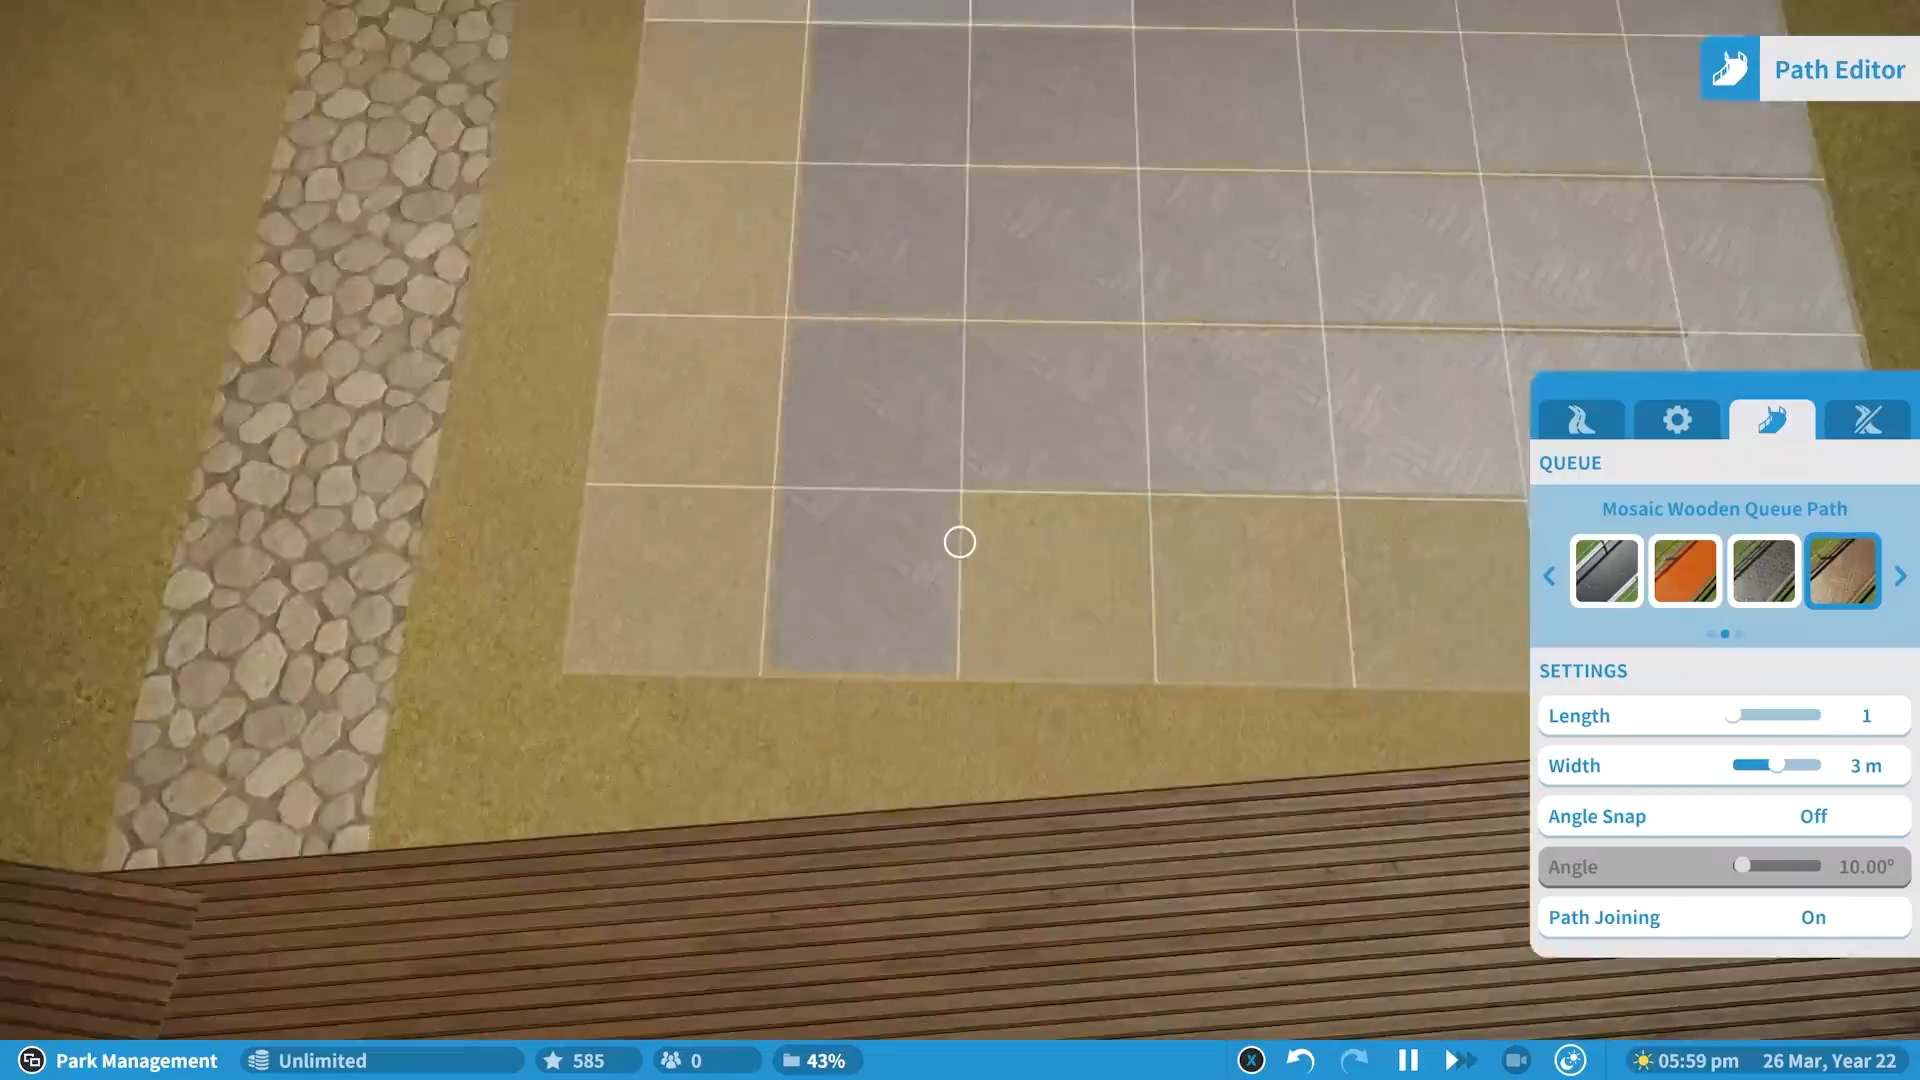 Path Editor
QUEUE
Mosaic Wooden Queue Path
SETTINGS
Length 1
Width 3 m
Angle Snap Off
Angle 10.00°
Path Joining On
Park Management Unlimited 585 0 43% X 05:59 pm 26 Mar, Year 22